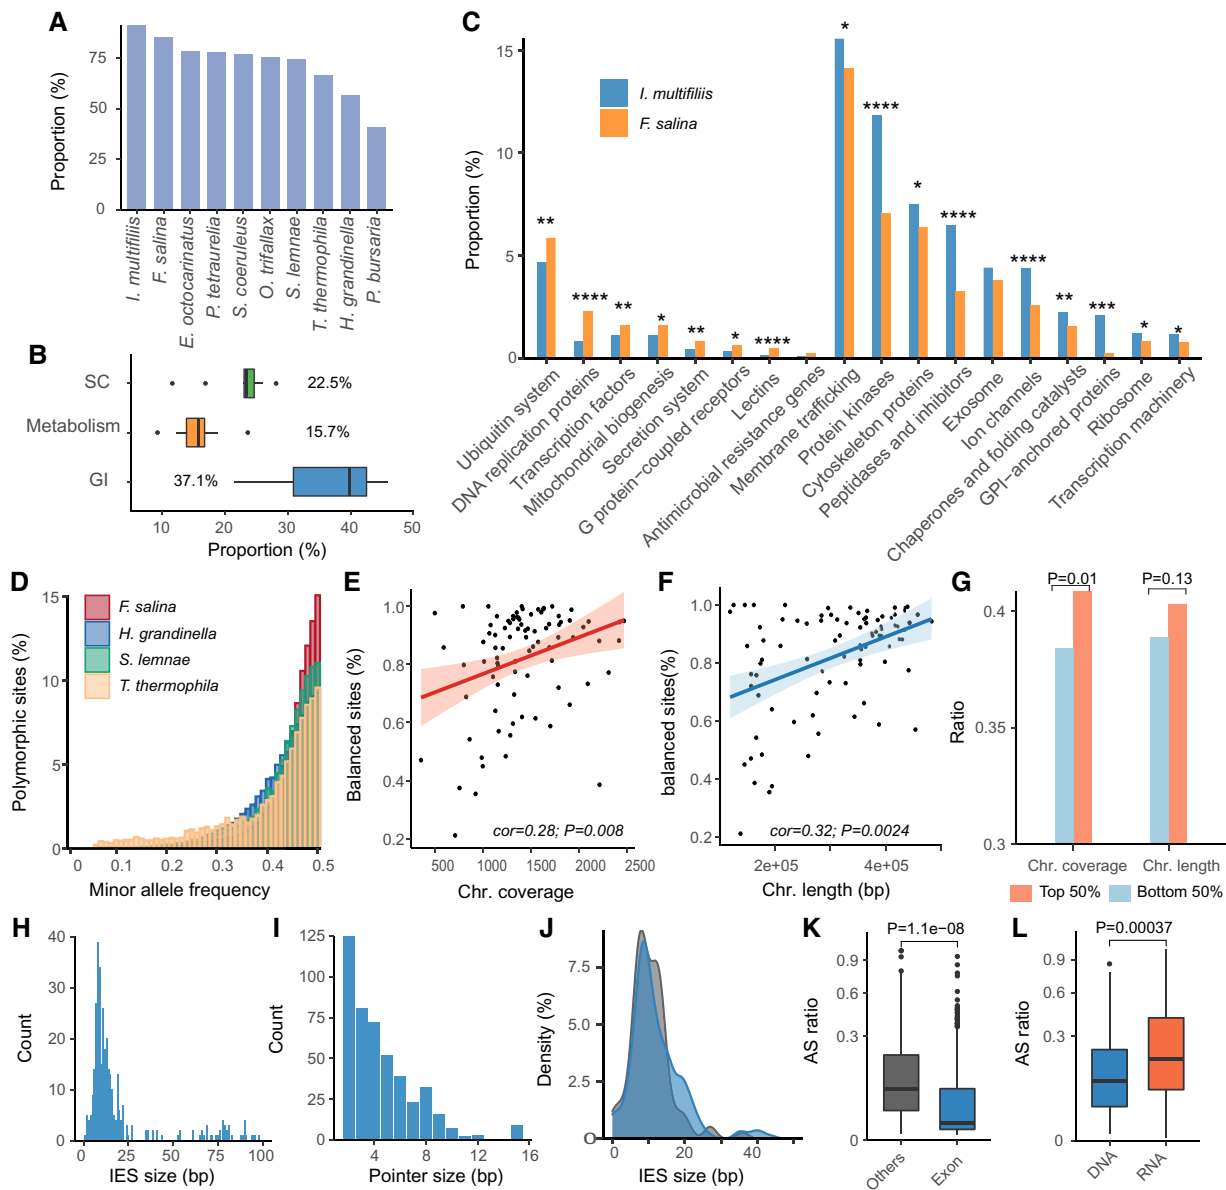 A
Proportion (%)
75
50
25
0
I. multifiliis
F. salina
E. octocarinatus
P. tetraurelia
S. coeruleus
O. trifallax
S. lemnae
T. thermophila
H. grandinella
P. bursaria
B
SC
Metabolism
GI
22.5%
15.7%
37.1%
10
20
30
40
50
Proportion (%)
C
Proportion (%)
15
10
5
0
I. multifiliis
F. salina
**
****
**
*
**
*
****
*
****
*
****
****
**
***
*
*
Ubiquitin system
DNA replication proteins
Transcription factors
Mitochondrial biogenesis
Secretion system
G protein−coupled receptors
Lectins
Antimicrobial resistance genes
Membrane trafficking
Protein kinases
Cytoskeleton proteins
Peptidases and inhibitors
Exosome
Ion channels
Chaperones and folding catalysts
GPI−anchored proteins
Ribosome
Transcription machinery
D
Polymorphic sites (%)
15
10
5
0
F. salina
H. grandinella
S. lemnae
T. thermophila
0
0.1
0.2
0.3
0.4
0.5
Minor allele frequency
E
Balanced sites (%)
1.0
0.8
0.6
0.4
0.2
cor=0.28; P=0.008
500
1000
1500
2000
2500
Chr. coverage
F
balanced sites(%)
1.0
0.8
0.6
0.4
0.2
cor=0.32; P=0.0024
2e+05
4e+05
Chr. length (bp)
G
Ratio
0.4
0.35
0.3
P=0.01
P=0.13
Chr. coverage
Chr. length
Top 50%
Bottom 50%
H
Count
40
30
20
10
0
0
25
50
75
100
IES size (bp)
I
Count
125
100
75
50
25
0
4
8
12
16
Pointer size (bp)
J
Density (%)
7.5
5.0
2.5
0
0
20
40
IES size (bp)
K
P=1.1e−08
AS ratio
0.9
0.6
0.3
0
Others
Exon
L
P=0.00037
AS ratio
0.9
0.6
0.3
0
DNA
RNA